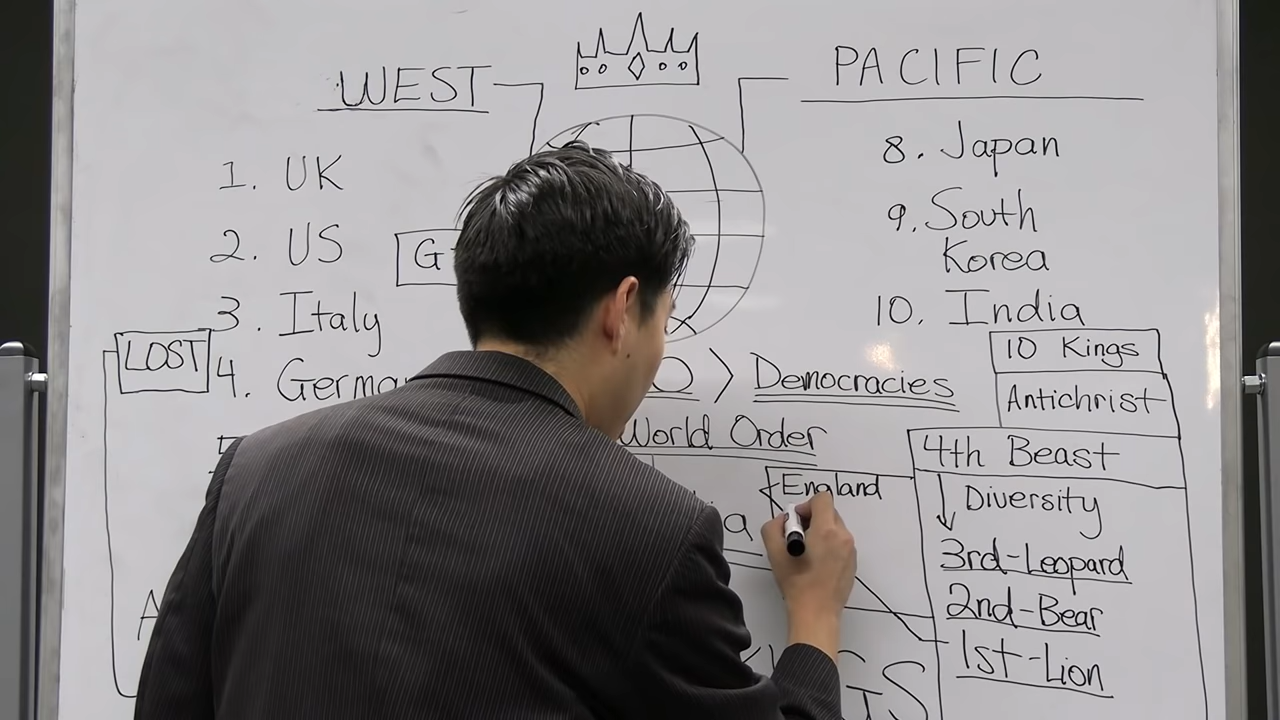 WEST
PACIFIC
1. UK
2. US
G
3. Italy
LOST
4. Germa
8. Japan
9. South
Korea
10. India
10 Kings
Antichrist
> Democracies
World Order
England
4th Beast
↓ Diversity
3rd-Leopard
2nd-Bear
1st-Lion
A
GS